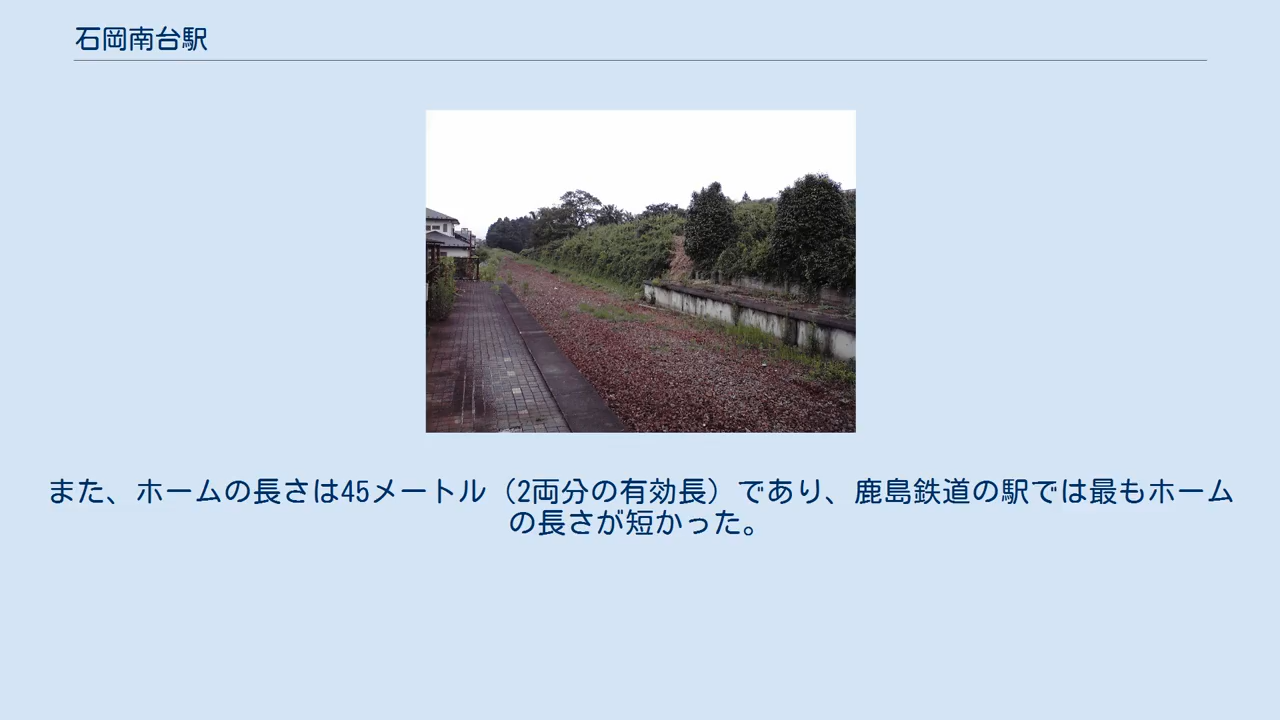 石岡南台駅
また、ホームの長さは45メートル（2両分の有効長）であり、鹿島鉄道の駅では最もホーム
の長さが短かった。